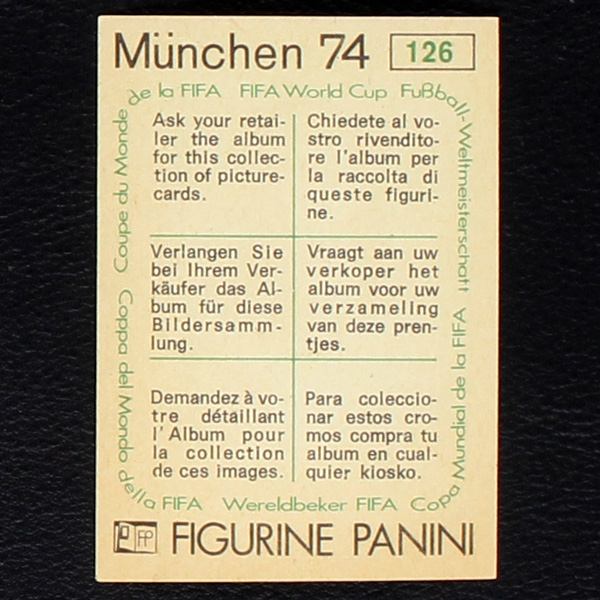 München 74 126
de la FIFA FIFA World Cup Fußball-Weltmeisterschaft
Ask your retai-
ler the album
for this collec-
tion of picture-
cards.
Chiedete al vo-
stro rivendito-
re l'album per
la raccolta di
queste figuri-
ne.
Verlangen Sie
bei Ihrem Ver-
käufer das Al-
bum für diese
Bildersamm-
lung.
Vraagt aan uw
verkoper het
album voor uw
verzameling
van deze pren-
tjes.
Demandez à vo-
tre détaillant
l'Album pour
la collection
de ces images.
Para coleccio-
nar estos cro-
mos compra tu
album en cual-
quier kiosko.
Copa Mundial de la FIFA
Wereldbeker FIFA
Coppa del Mondo della FIFA
Coupe du Monde
FP FIGURINE PANINI